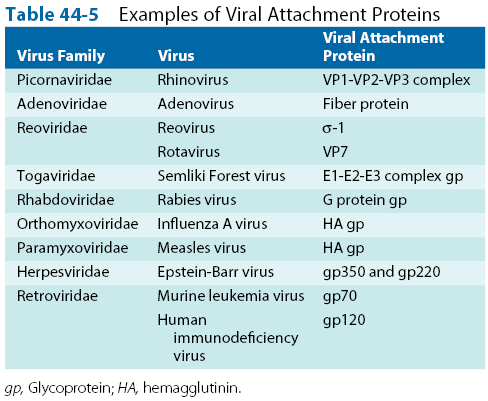 Table 44-5 Examples of Viral Attachment Proteins
Virus Family Virus Viral Attachment Protein
Picornaviridae Rhinovirus VP1-VP2-VP3 complex
Adenoviridae Adenovirus Fiber protein
Reoviridae Reovirus σ-1
Rotavirus VP7
Togaviridae Semliki Forest virus E1-E2-E3 complex gp
Rhabdoviridae Rabies virus G protein gp
Orthomyxoviridae Influenza A virus HA gp
Paramyxoviridae Measles virus HA gp
Herpesviridae Epstein-Barr virus gp350 and gp220
Retroviridae Murine leukemia virus gp70
Human gp120
immunodeficiency
virus
gp, Glycoprotein; HA, hemagglutinin.